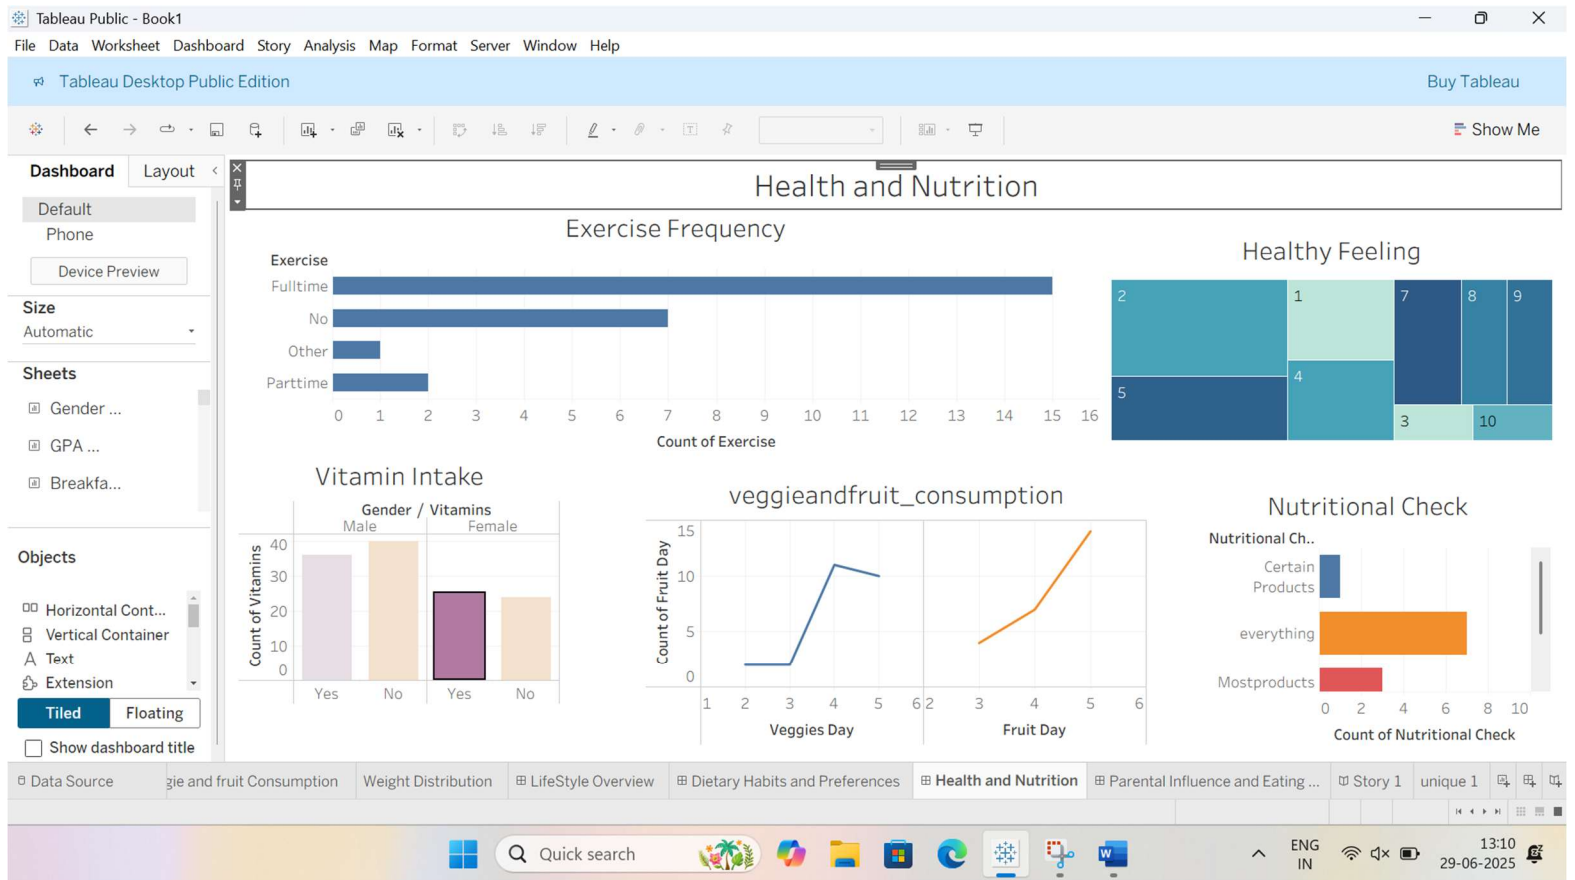 Tableau Public - Book1
File Data Worksheet Dashboard Story Analysis Map Format Server Window Help
Tableau Desktop Public Edition
Buy Tableau
Show Me
Dashboard
Layout
Default
Phone
Device Preview
Size
Automatic
Sheets
Gender ...
GPA ...
Breakfa...
Objects
Horizontal Cont...
Vertical Container
Text
Extension
Tiled
Floating
Show dashboard title
Health and Nutrition
Exercise Frequency
Exercise
Fulltime
No
Other
Parttime
0 1 2 3 4 5 6 7 8 9 10 11 12 13 14 15 16
Count of Exercise
Healthy Feeling
2
1
7
8
9
5
4
3
10
Vitamin Intake
Gender / Vitamins
Male
Female
Count of Vitamins
40
30
20
10
0
Yes No Yes No
veggieandfruit_consumption
Count of Fruit Day
15
10
5
0
1 2 3 4 5 6 2 3 4 5 6
Veggies Day
Fruit Day
Nutritional Check
Nutritional Ch..
Certain
Products
everything
Mostproducts
0 2 4 6 8 10
Count of Nutritional Check
Data Source
gie and fruit Consumption
Weight Distribution
LifeStyle Overview
Dietary Habits and Preferences
Health and Nutrition
Parental Influence and Eating ...
Story 1
unique 1
Quick search
ENG
IN
13:10
29-06-2025